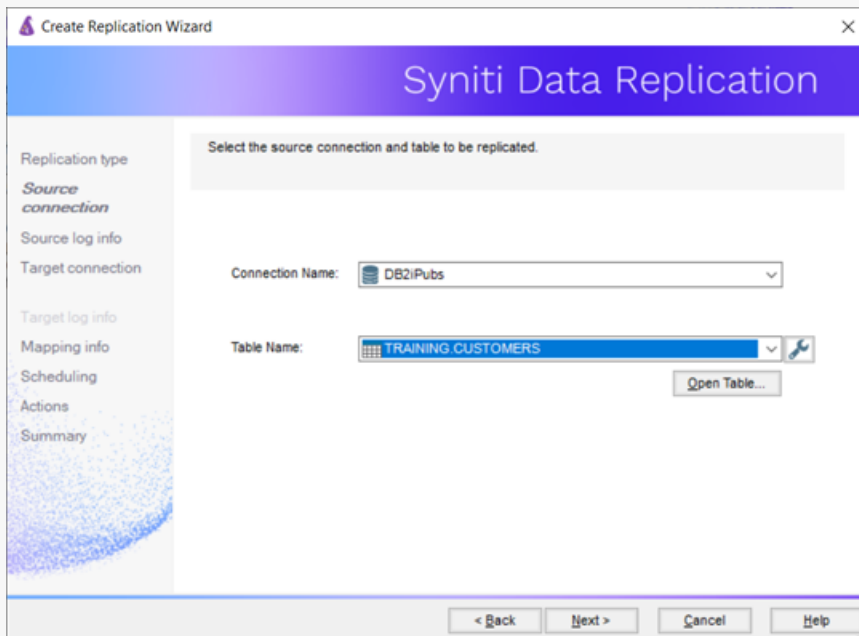 Create Replication Wizard
Syniti Data Replication
Replication type
Source
connection
Source log info
Target connection
Target log info
Mapping info
Scheduling
Actions
Summary
Select the source connection and table to be replicated.
Connection Name:
DB2iPubs
Table Name:
TRAINING.CUSTOMERS
Open Table...
< Back
Next >
Cancel
Help